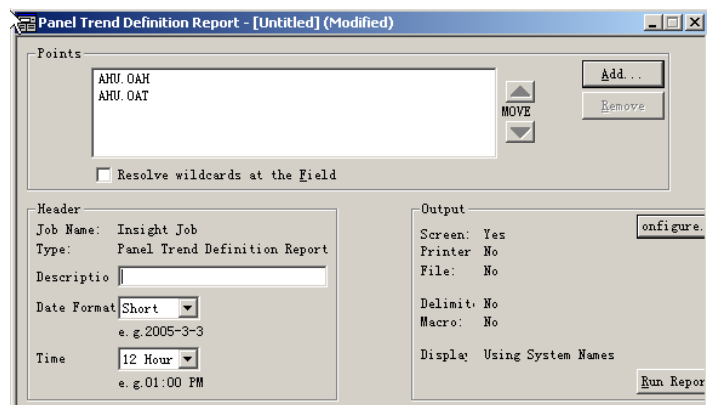 Panel Trend Definition Report - [Untitled] (Modified)
Points
AHU.OAH
AHU.OAT
Add...
MOVE
Remove
Resolve wildcards at the Field
Header
Job Name: Insight Job
Type: Panel Trend Definition Report
Descriptio
Date Format Short
e.g.2005-3-3
Time 12 Hour
e.g.01:00 PM
Output
onfigure.
Screen: Yes
Printer No
File: No
Delimit No
Macro: No
Display Using System Names
Run Repor